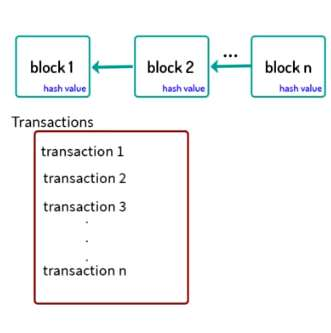 ...
block 1
block 2
block n
hash value
hash value
hash value
Transactions
transaction 1
transaction 2
transaction 3
.
.
.
transaction n